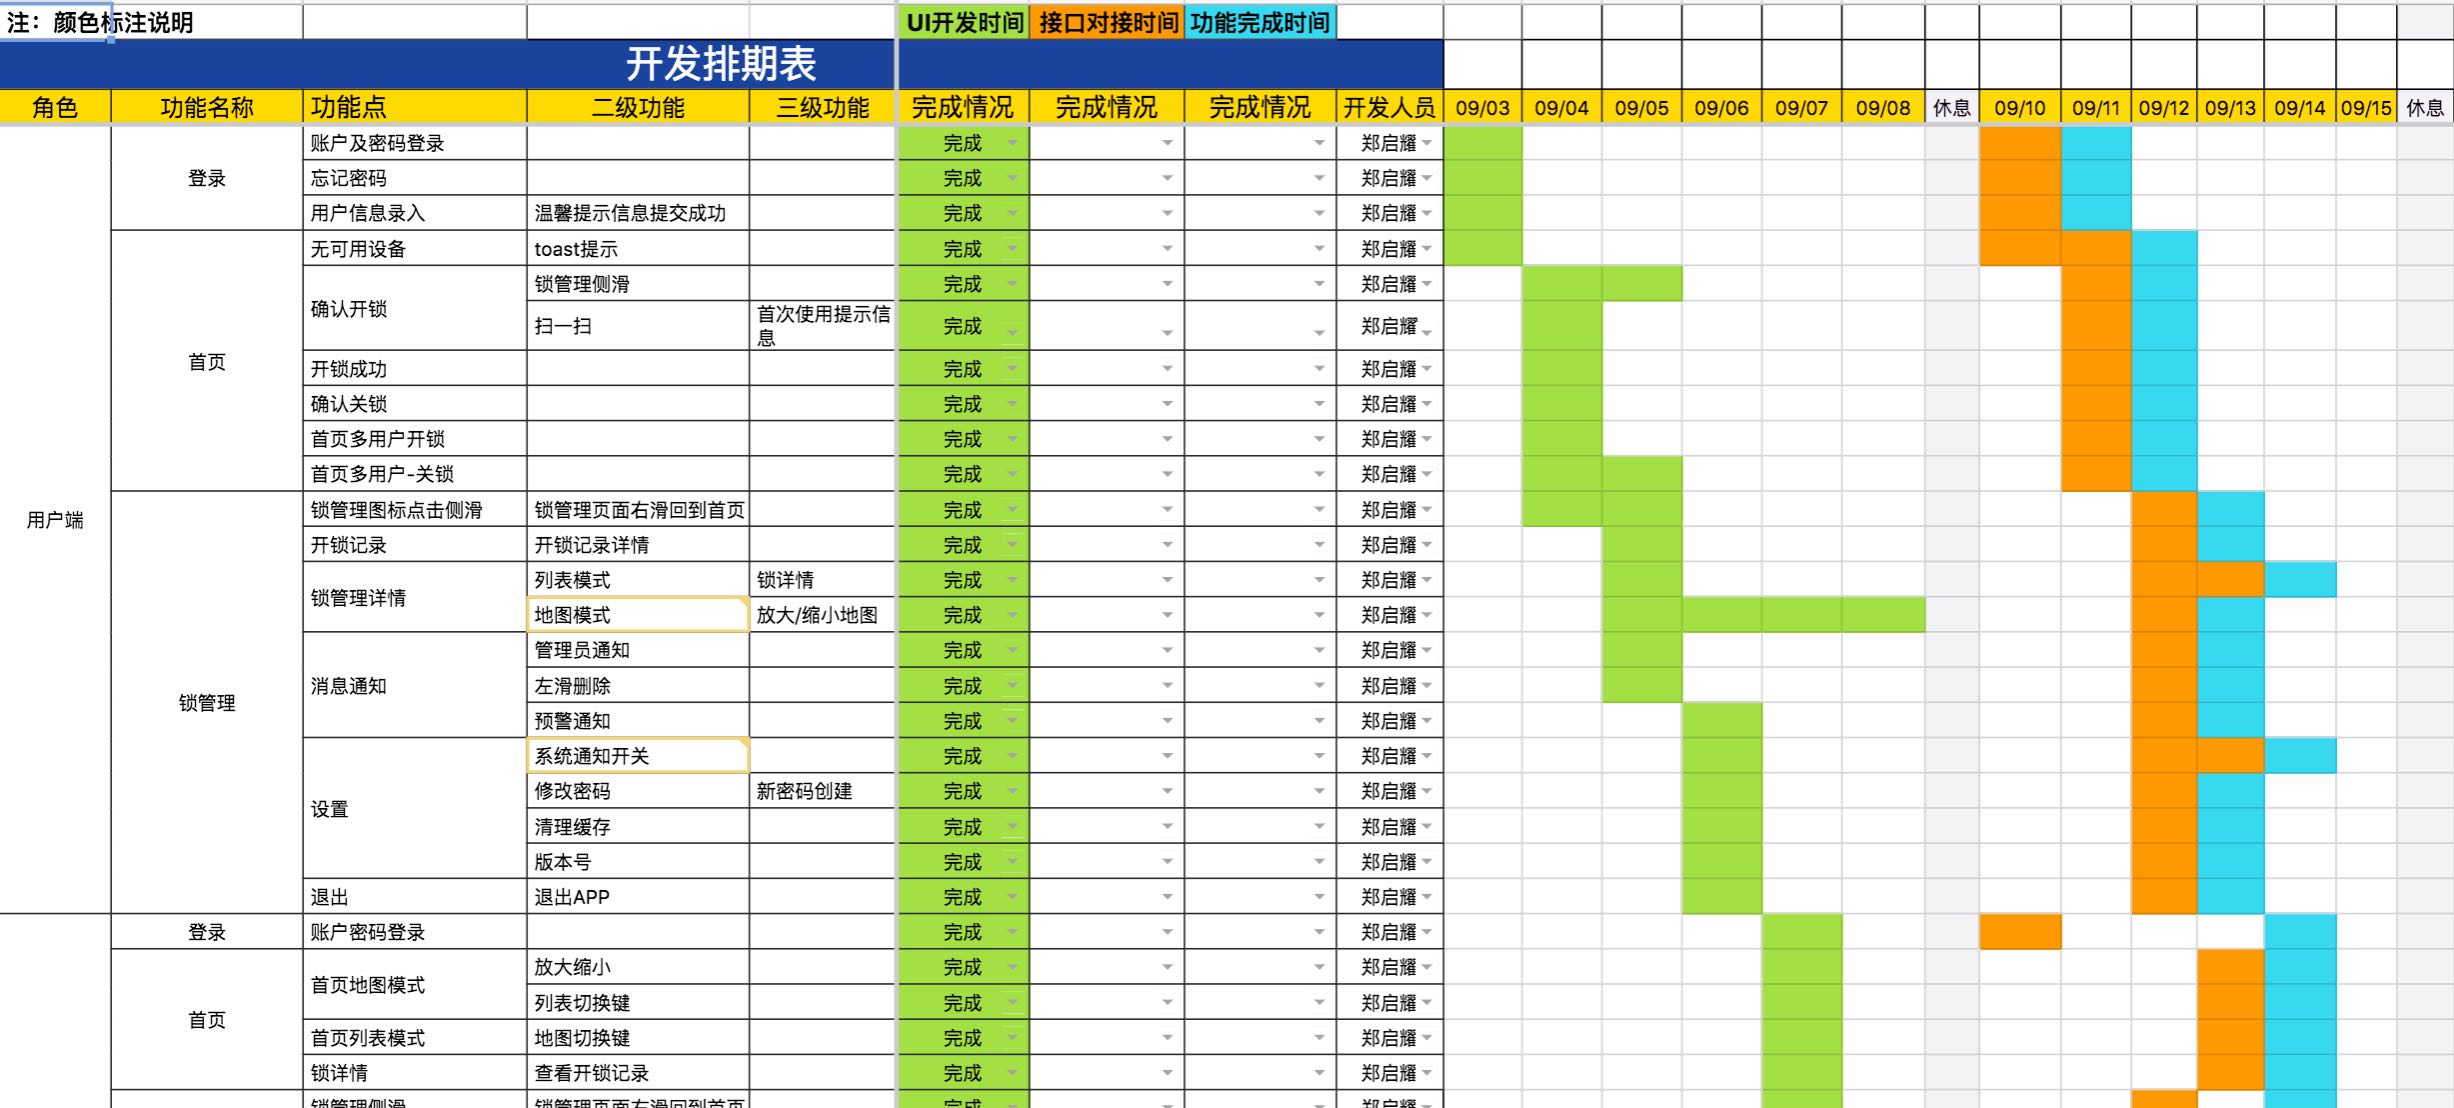 注：颜色标注说明 UI开发时间 接口对接时间 功能完成时间
开发排期表
角色 功能名称 功能点 二级功能 三级功能 完成情况 完成情况 完成情况 开发人员 09/03 09/04 09/05 09/06 09/07 09/08 休息 09/10 09/11 09/12 09/13 09/14 09/15 休息
账户及密码登录 完成 郑启耀
登录 忘记密码 完成 郑启耀
用户信息录入 温馨提示信息提交成功 完成 郑启耀
无可用设备 toast提示 完成 郑启耀
锁管理侧滑 完成 郑启耀
确认开锁
扫一扫 首次使用提示信
息 完成 郑启耀
首页
开锁成功 完成 郑启耀
确认关锁 完成 郑启耀
首页多用户开锁 完成 郑启耀
首页多用户-关锁 完成 郑启耀
用户端
锁管理图标点击侧滑 锁管理页面右滑回到首页 完成 郑启耀
开锁记录 开锁记录详情 完成 郑启耀
锁管理详情
列表模式 锁详情 完成 郑启耀
地图模式 放大/缩小地图 完成 郑启耀
管理员通知 完成 郑启耀
消息通知 左滑删除 完成 郑启耀
锁管理
预警通知 完成 郑启耀
系统通知开关 完成 郑启耀
修改密码 新密码创建 完成 郑启耀
设置
清理缓存 完成 郑启耀
版本号 完成 郑启耀
退出 退出APP 完成 郑启耀
登录 账户密码登录 完成 郑启耀
首页地图模式
放大缩小 完成 郑启耀
列表切换键 完成 郑启耀
首页
首页列表模式 地图切换键 完成 郑启耀
锁详情 查看开锁记录 完成 郑启耀
锁管理侧滑 锁管理页面右滑回到首页 完成 郑启耀